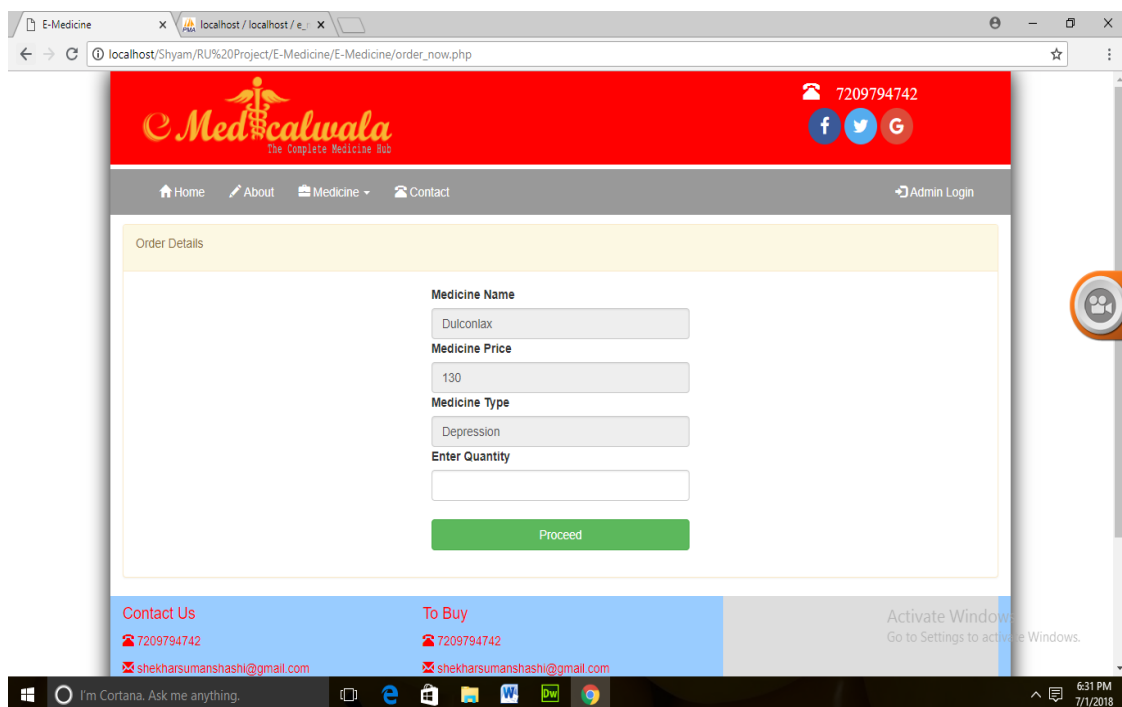 E-Medicine
localhost / localhost / e_
localhost/Shyam/RU%20Project/E-Medicine/E-Medicine/order_now.php
e Medicalwala
The Complete Medicine Hub
7209794742
Home
About
Medicine
Contact
Admin Login
Order Details
Medicine Name
Dulconlax
Medicine Price
130
Medicine Type
Depression
Enter Quantity
Proceed
Contact Us
7209794742
shekharsumanshashi@gmail.com
To Buy
7209794742
shekharsumanshashi@gmail.com
Activate Windows
Go to Settings to activate Windows.
I'm Cortana. Ask me anything.
6:31 PM
7/1/2018